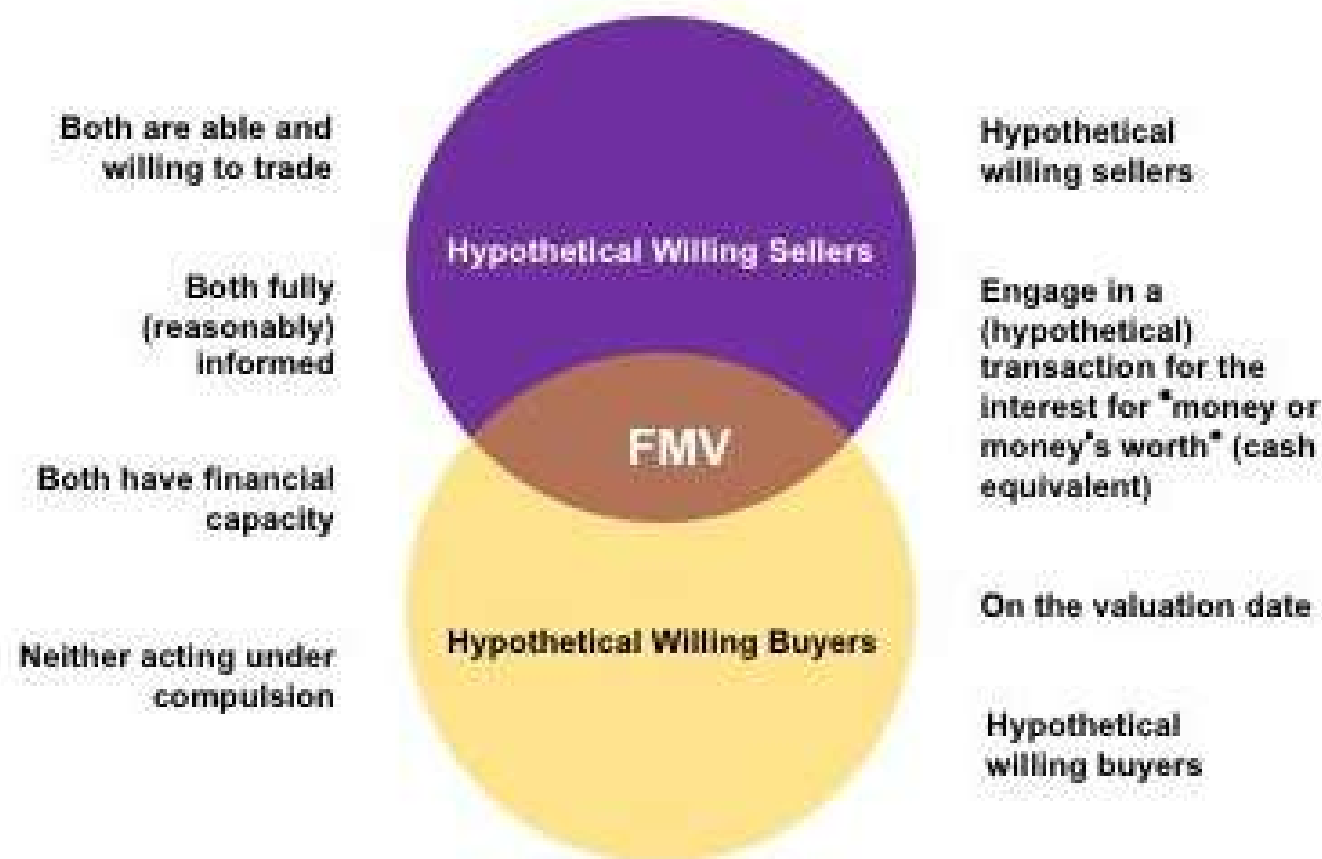 Both are able and
willing to trade
Both fully
(reasonably)
informed
Both have financial
capacity
Neither acting under
compulsion
Hypothetical Willing Sellers
FMV
Hypothetical Willing Buyers
Hypothetical
willing sellers
Engage in a
(hypothetical)
transaction for the
interest for "money or
money's worth" (cash
equivalent)
On the valuation date
Hypothetical
willing buyers